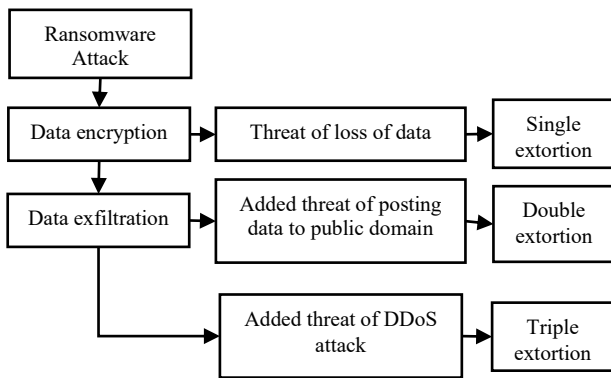 Ransomware
Attack
Data encryption
Threat of loss of data
Single
extortion
Data exfiltration
Added threat of posting
data to public domain
Double
extortion
Added threat of DDoS
attack
Triple
extortion